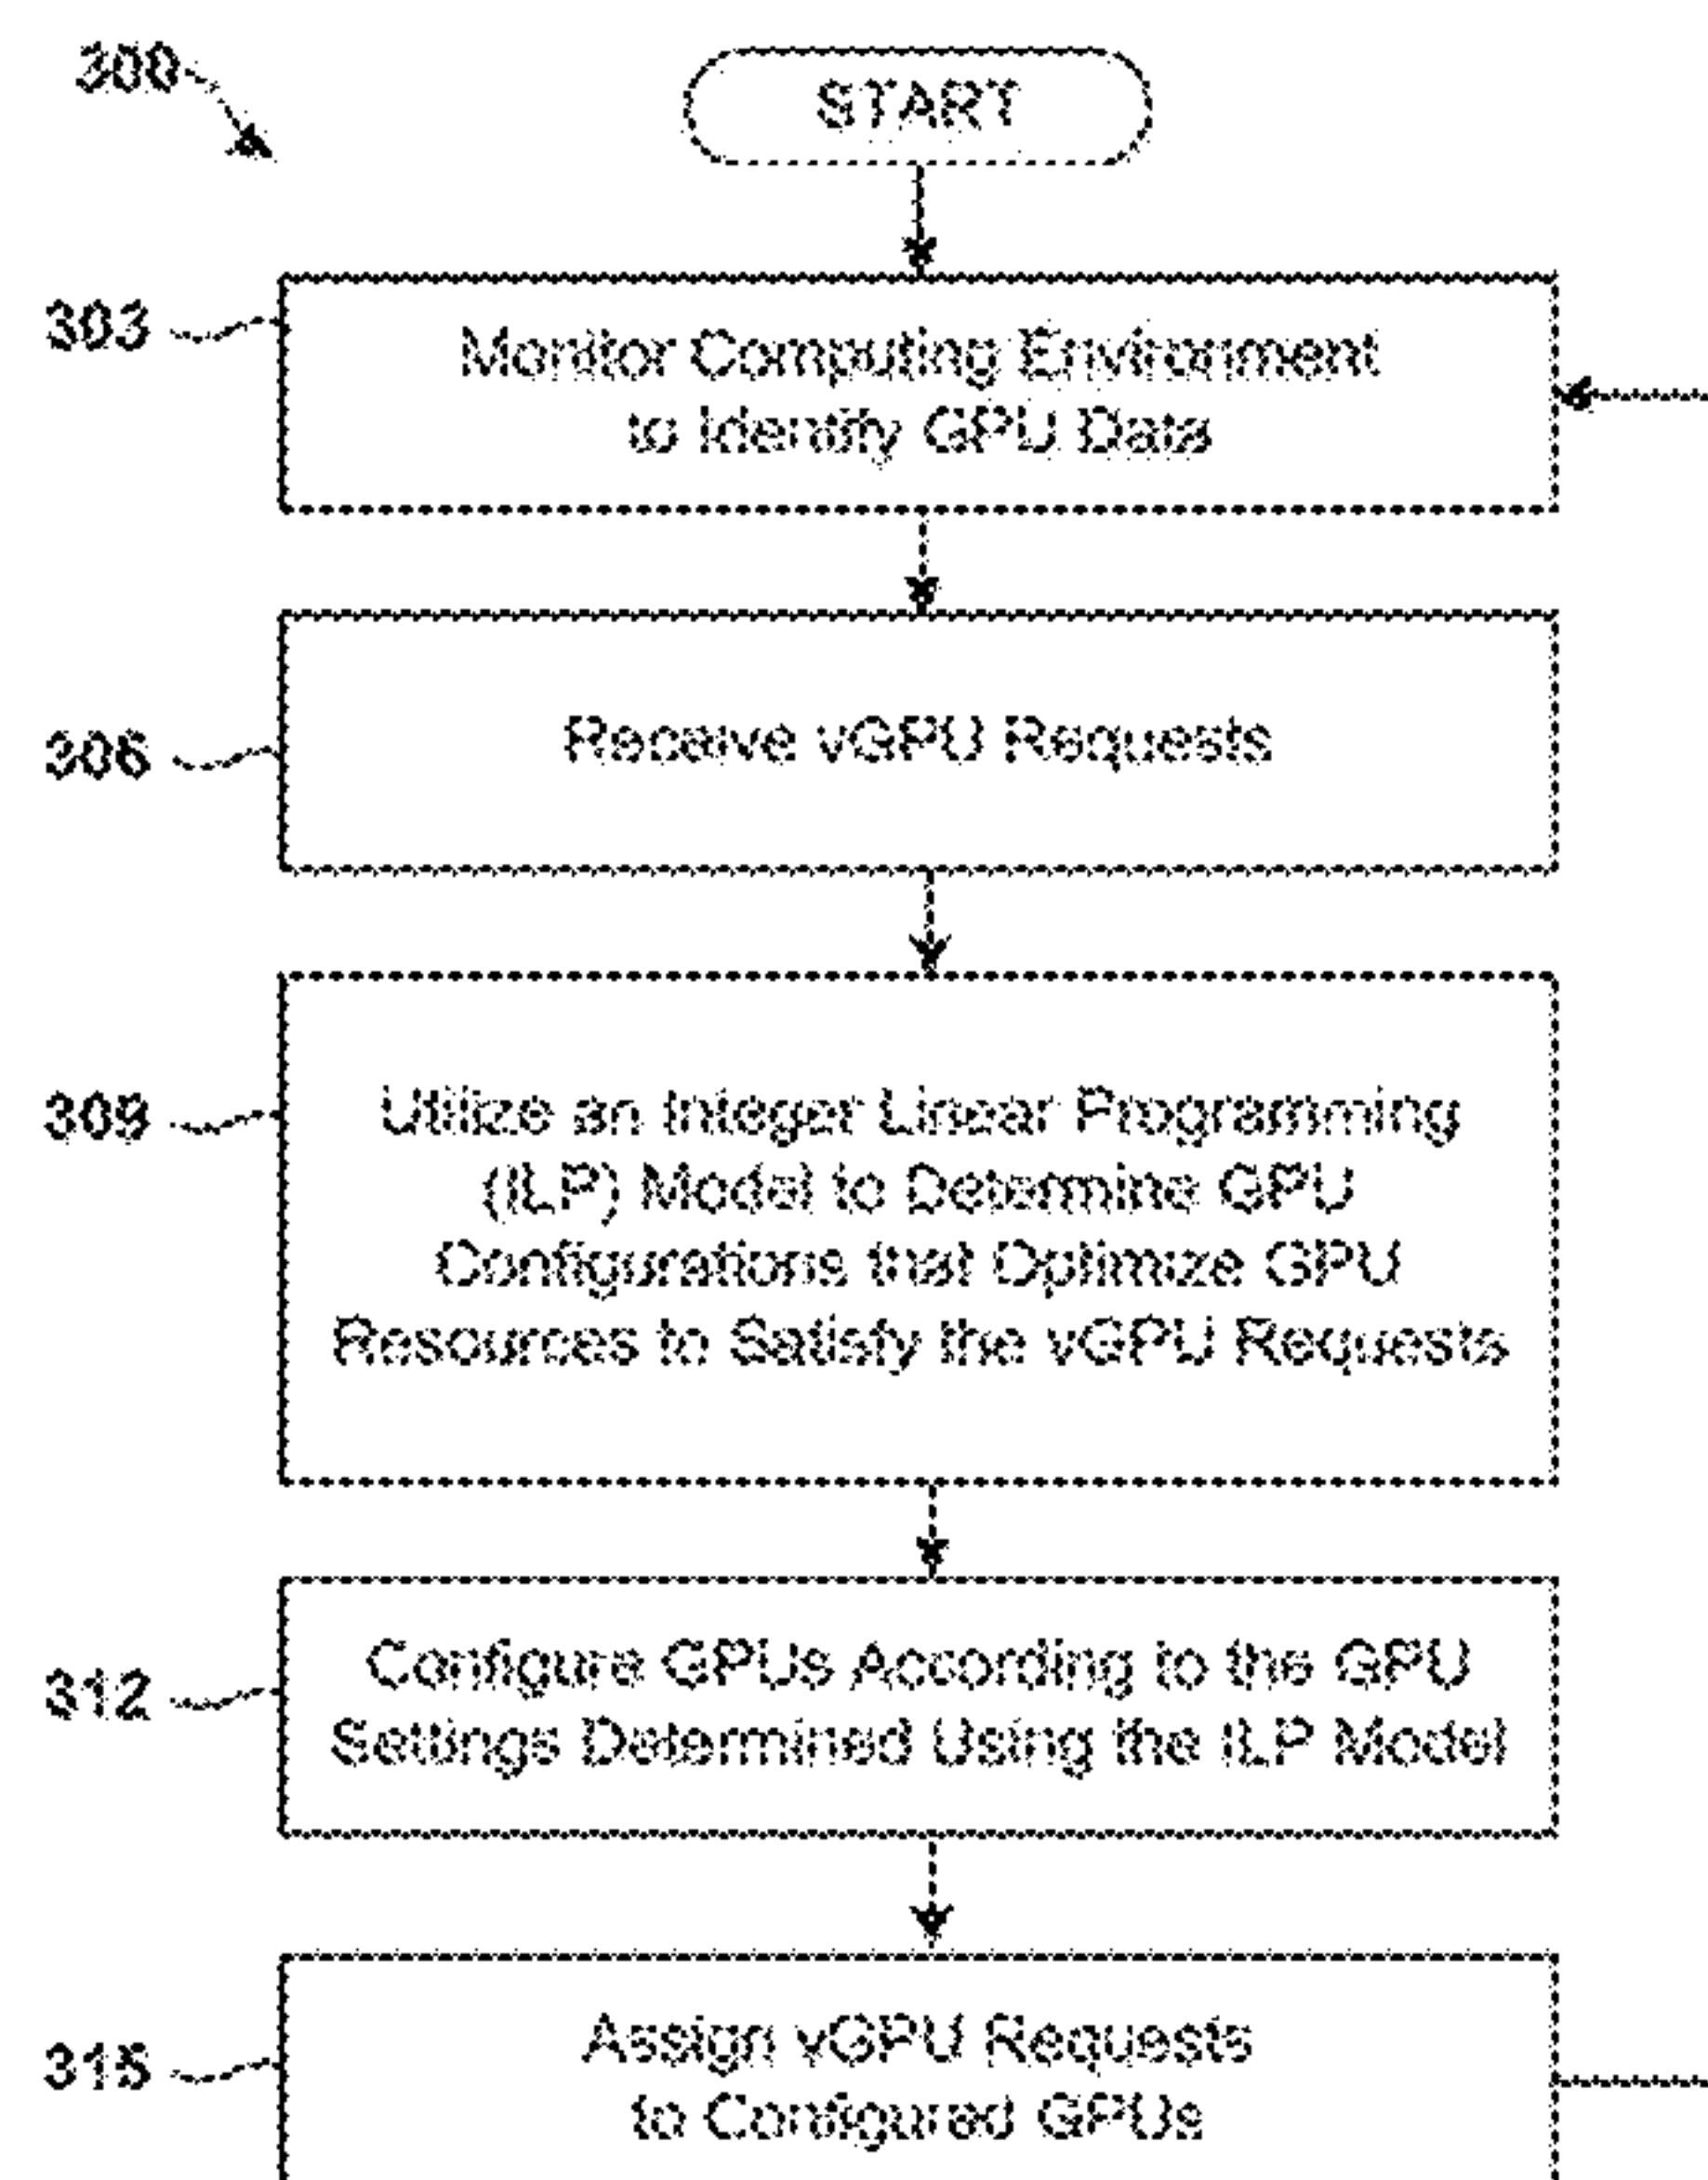 300
START
303
Monitor Computing Environment
to Identify GPU Data
306
Receive vGPU Requests
309
Utilize an Integer Linear Programming
(ILP) Model to Determine GPU
Configurations that Optimize GPU
Resources to Satisfy the vGPU Requests
312
Configure GPUs According to the GPU
Settings Determined Using the ILP Model
315
Assign vGPU Requests
to Configured GPUs